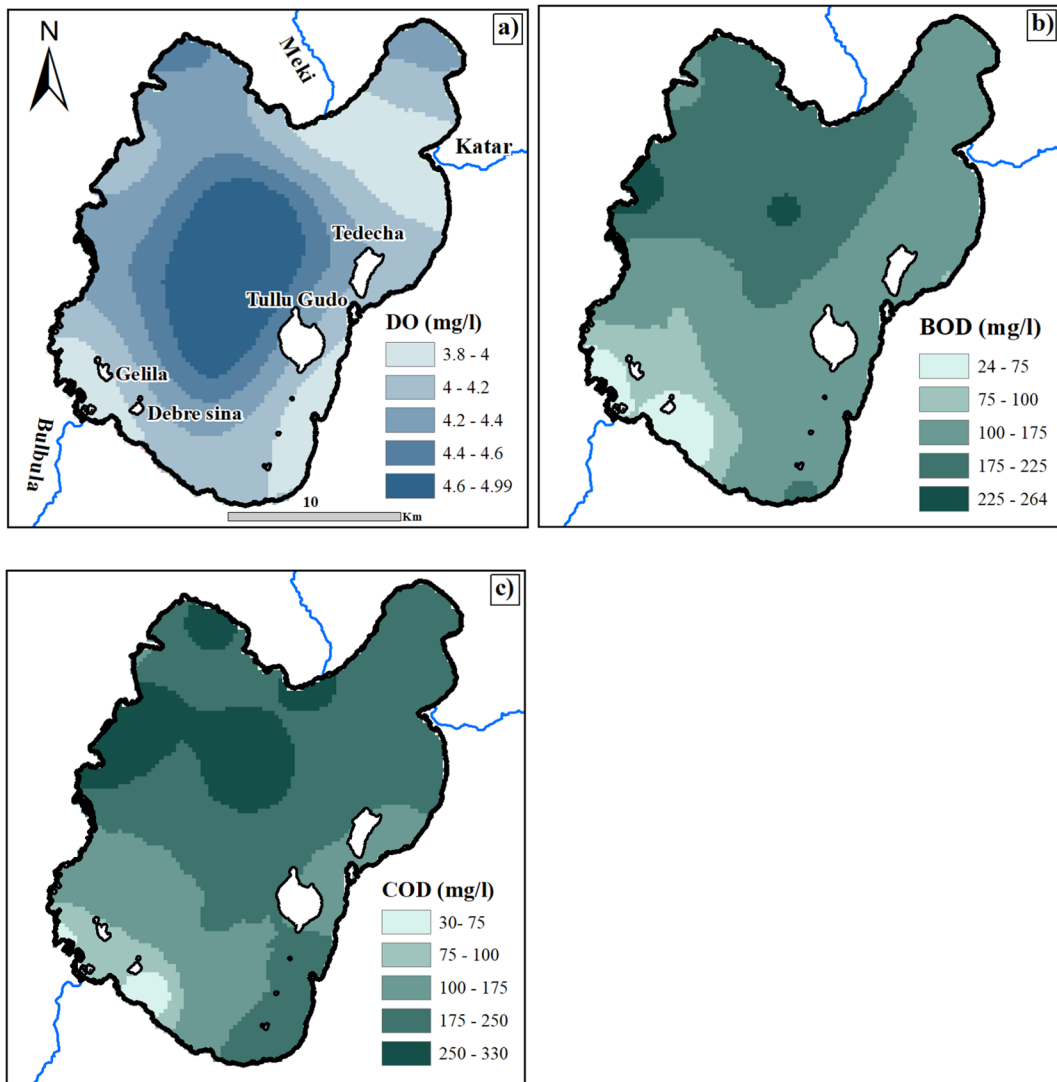 a)
N
Meki
Katar
Tedecha
Tullu Gudo
Gelila
Debre sina
Bulbula
DO (mg/l)
3.8 - 4
4 - 4.2
4.2 - 4.4
4.4 - 4.6
4.6 - 4.99
10
Km
b)
BOD (mg/l)
24 - 75
75 - 100
100 - 175
175 - 225
225 - 264
c)
COD (mg/l)
30- 75
75 - 100
100 - 175
175 - 250
250 - 330